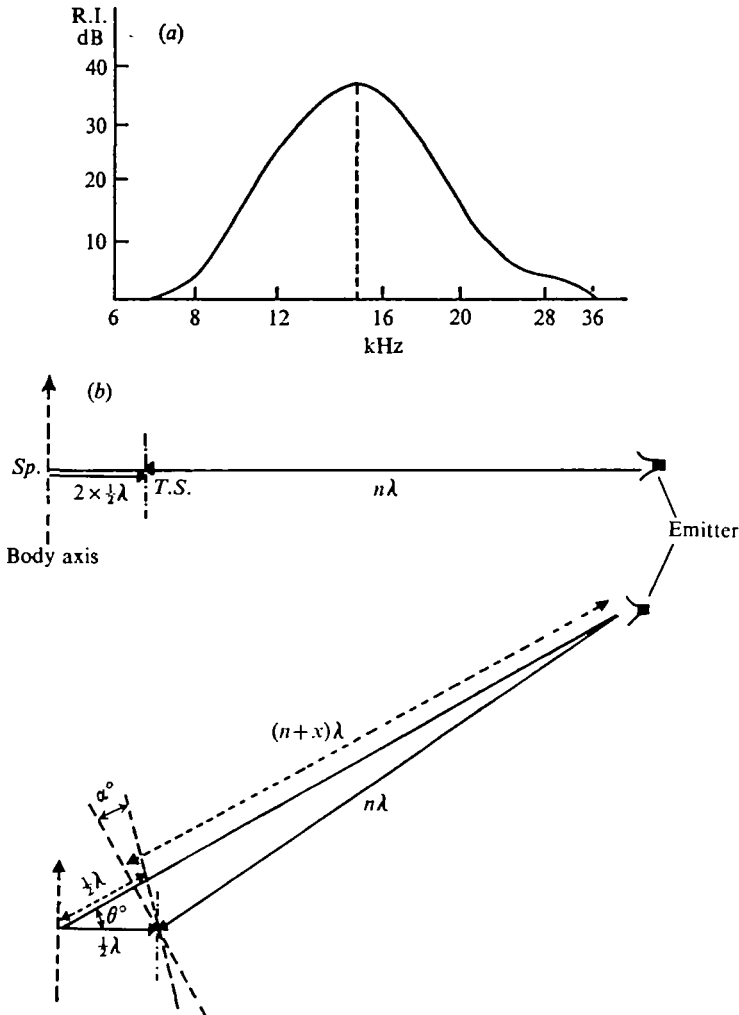 R.I.
dB
(a)
40
30
20
10
6 8 12 16 20 28 36
kHz
(b)
Sp.
2 × ½λ
T.S.
nλ
Body axis
Emitter
(n+x)λ
nλ
α°
½λ
θ°
½λ